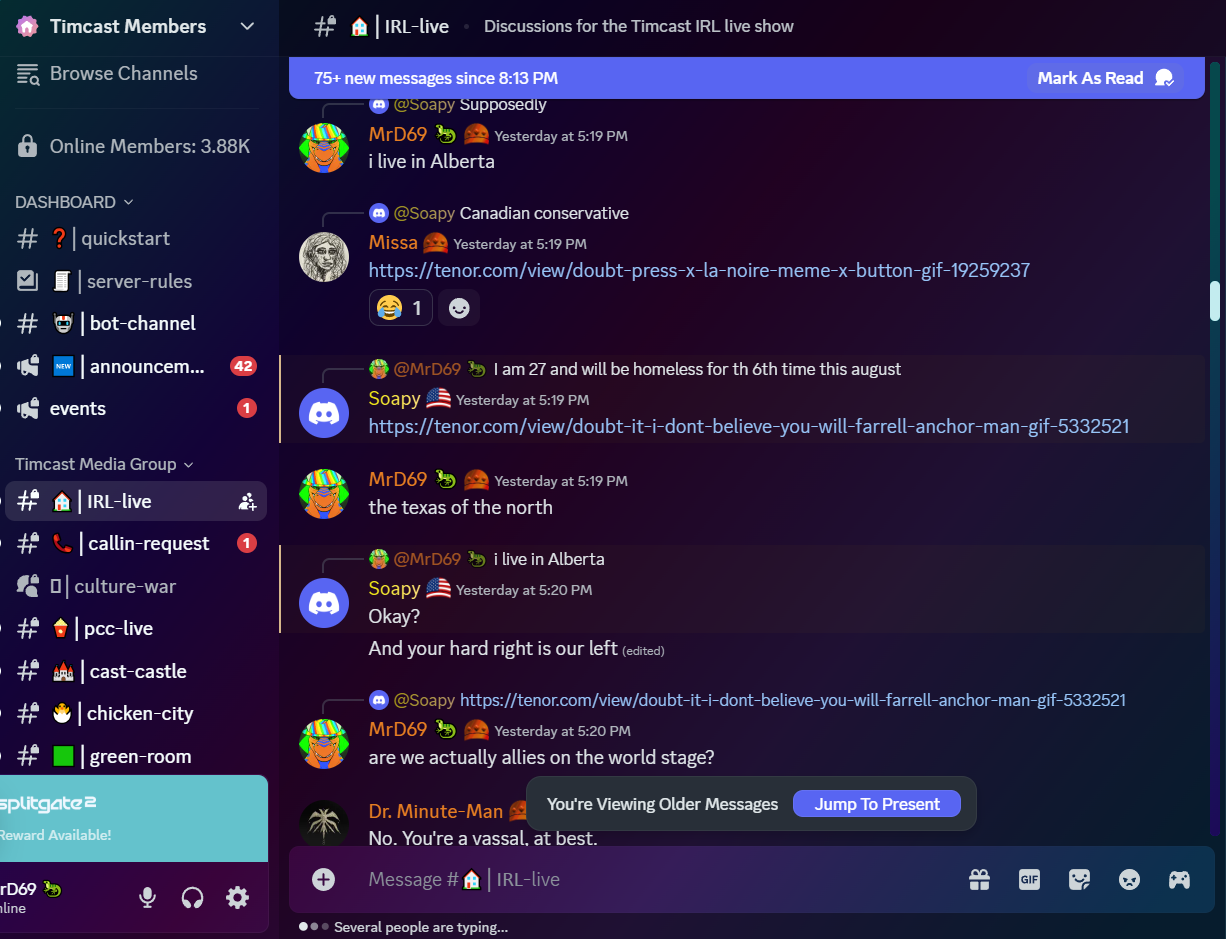 Timcast Members
Browse Channels
Online Members: 3.88K
DASHBOARD
quickstart
server-rules
bot-channel
NEW
announcem...
42
events
1
Timcast Media Group
IRL-live
callin-request
1
culture-war
pcc-live
cast-castle
chicken-city
green-room
splitgate2
Reward Available!
rD69
nline
# | IRL-live
Discussions for the Timcast IRL live show
75+ new messages since 8:13 PM
Mark As Read
@Soapy Supposedly
MrD69 Yesterday at 5:19 PM
i live in Alberta
@Soapy Canadian conservative
Missa Yesterday at 5:19 PM
https://tenor.com/view/doubt-press-x-la-noire-meme-x-button-gif-19259237
1
@MrD69 I am 27 and will be homeless for th 6th time this august
Soapy Yesterday at 5:19 PM
https://tenor.com/view/doubt-it-i-dont-believe-you-will-farrell-anchor-man-gif-5332521
MrD69 Yesterday at 5:19 PM
the texas of the north
@MrD69 i live in Alberta
Soapy Yesterday at 5:20 PM
Okay?
And your hard right is our left (edited)
@Soapy https://tenor.com/view/doubt-it-i-dont-believe-you-will-farrell-anchor-man-gif-5332521
MrD69 Yesterday at 5:20 PM
are we actually allies on the world stage?
Dr. Minute-Man
No. You're a vassal, at best.
You're Viewing Older Messages
Jump To Present
Message # | IRL-live
GIF
Several people are typing...